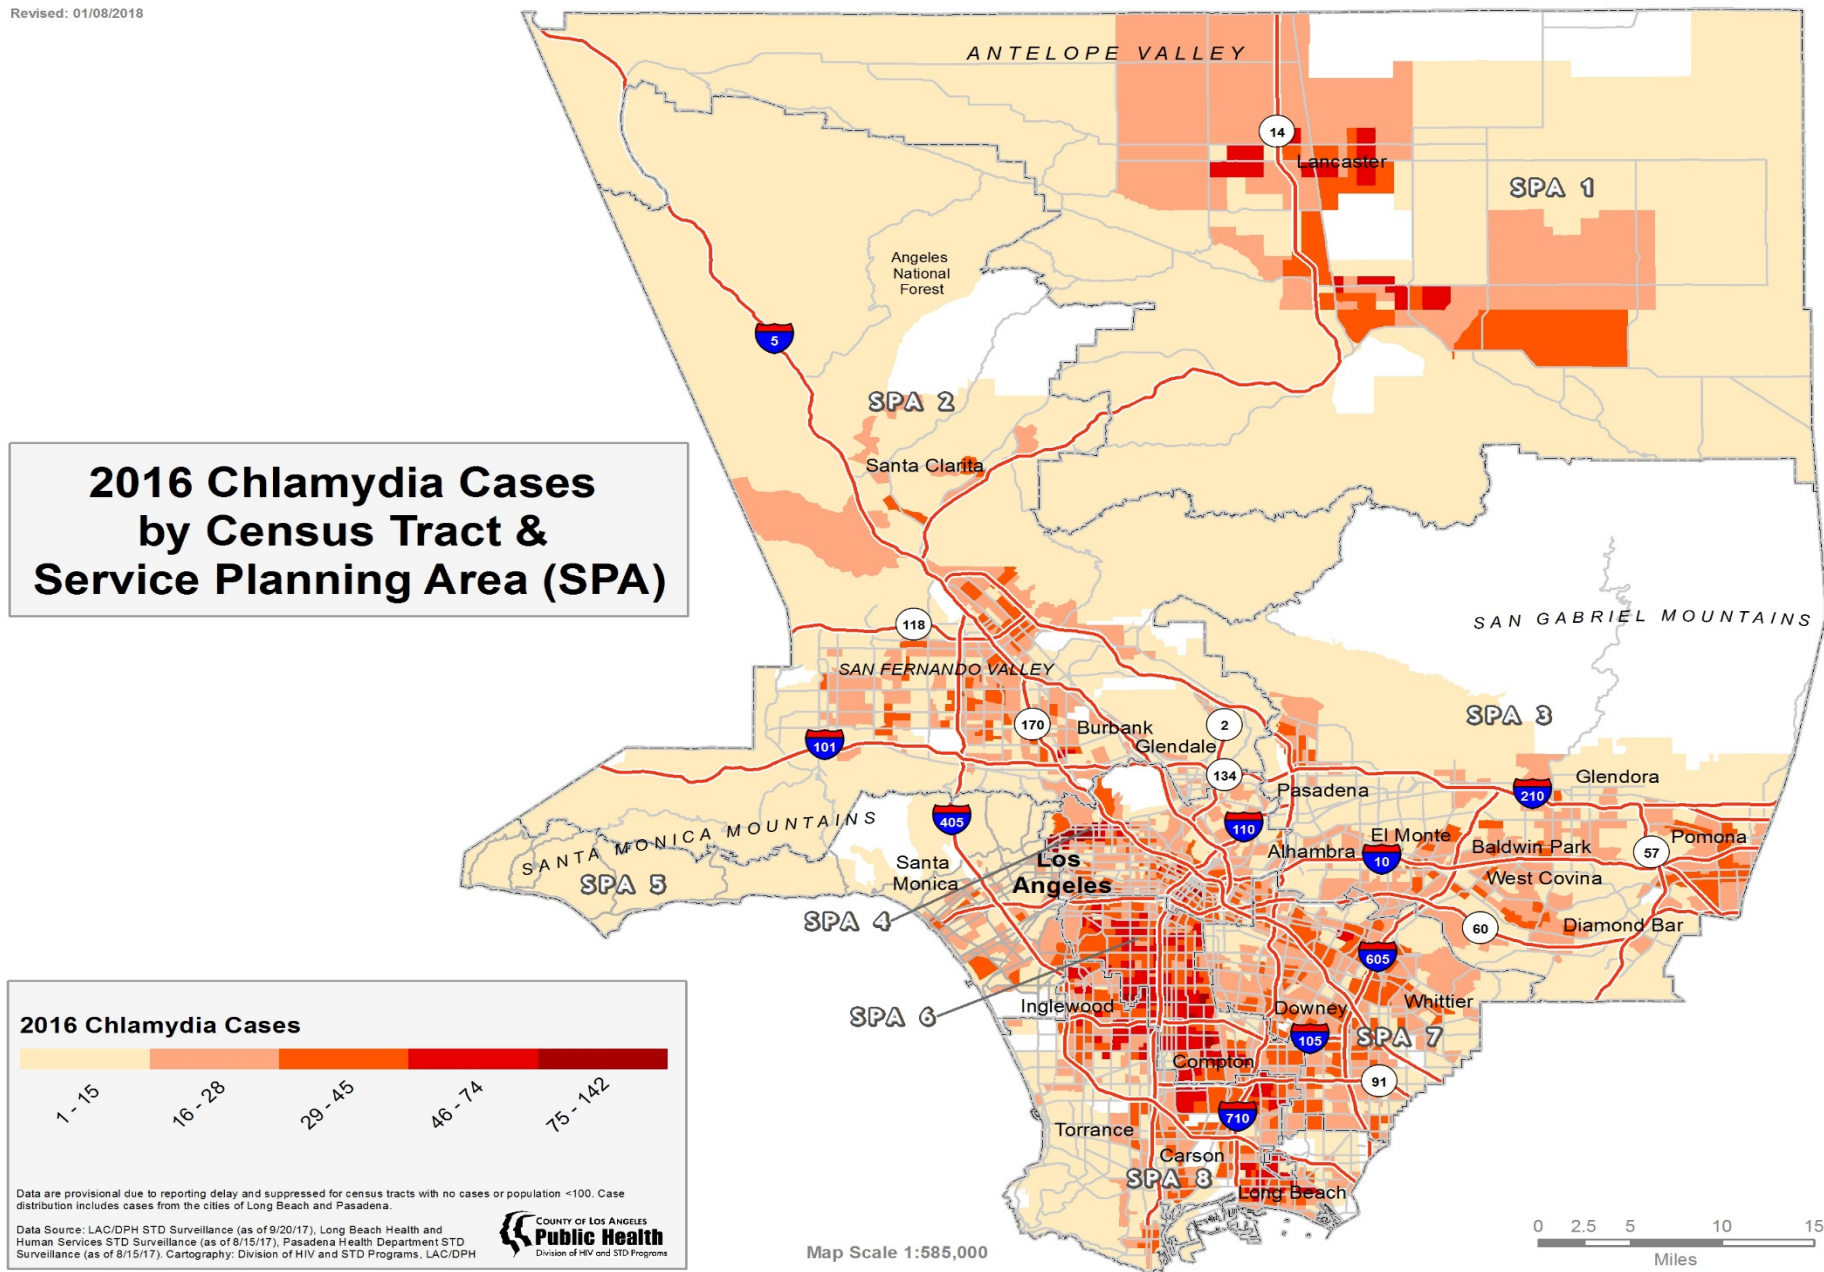 Revised: 01/08/2018
ANTELOPE VALLEY
14
Lancaster
SPA 1
Angeles
National
Forest
5
SPA 2
Santa Clarita
2016 Chlamydia Cases
by Census Tract &
Service Planning Area (SPA)
SAN GABRIEL MOUNTAINS
118
SAN FERNANDO VALLEY
SPA 3
170
Burbank
2
101
Glendale
134
Glendora
Pasadena
210
405
SANTA MONICA MOUNTAINS
110
El Monte
Pomona
Alhambra
10
Baldwin Park
57
Santa
Monica
Los
Angeles
West Covina
SPA 5
SPA 4
60
Diamond Bar
605
Inglewood
Whittier
SPA 6
Downey
105
SPA 7
Compton
91
710
Torrance
Carson
SPA 8
Long Beach
2016 Chlamydia Cases
1 - 15
16 - 28
29 - 45
46 - 74
75 - 142
Data are provisional due to reporting delay and suppressed for census tracts with no cases or population <100. Case
distribution includes cases from the cities of Long Beach and Pasadena.
Data Source: LAC/DPH STD Surveillance (as of 9/20/17), Long Beach Health and
Human Services STD Surveillance (as of 8/15/17), Pasadena Health Department STD
Surveillance (as of 8/15/17). Cartography: Division of HIV and STD Programs, LAC/DPH
COUNTY OF LOS ANGELES
Public Health
Division of HIV and STD Programs
Map Scale 1:585,000
0 2.5 5 10 15
Miles